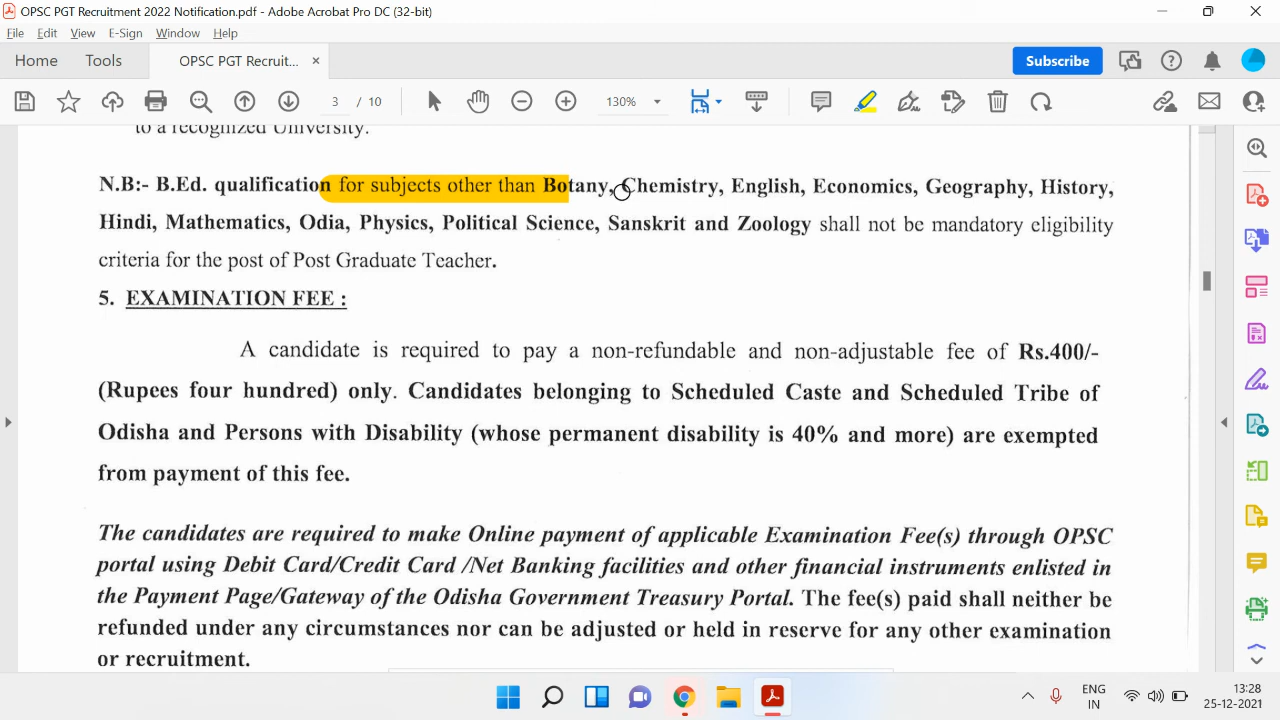 OPSC PGT Recruitment 2022 Notification.pdf - Adobe Acrobat Pro DC (32-bit)
File Edit View E-Sign Window Help
Home Tools OPSC PGT Recruit... × Subscribe
3 / 10 130%
to a recognized University.
N.B:- B.Ed. qualification for subjects other than Botany, Chemistry, English, Economics, Geography, History,
Hindi, Mathematics, Odia, Physics, Political Science, Sanskrit and Zoology shall not be mandatory eligibility
criteria for the post of Post Graduate Teacher.
5. EXAMINATION FEE :
A candidate is required to pay a non-refundable and non-adjustable fee of Rs.400/-
(Rupees four hundred) only. Candidates belonging to Scheduled Caste and Scheduled Tribe of
Odisha and Persons with Disability (whose permanent disability is 40% and more) are exempted
from payment of this fee.
The candidates are required to make Online payment of applicable Examination Fee(s) through OPSC
portal using Debit Card/Credit Card /Net Banking facilities and other financial instruments enlisted in
the Payment Page/Gateway of the Odisha Government Treasury Portal. The fee(s) paid shall neither be
refunded under any circumstances nor can be adjusted or held in reserve for any other examination
or recruitment.
ENG
IN
13:28
25-12-2021